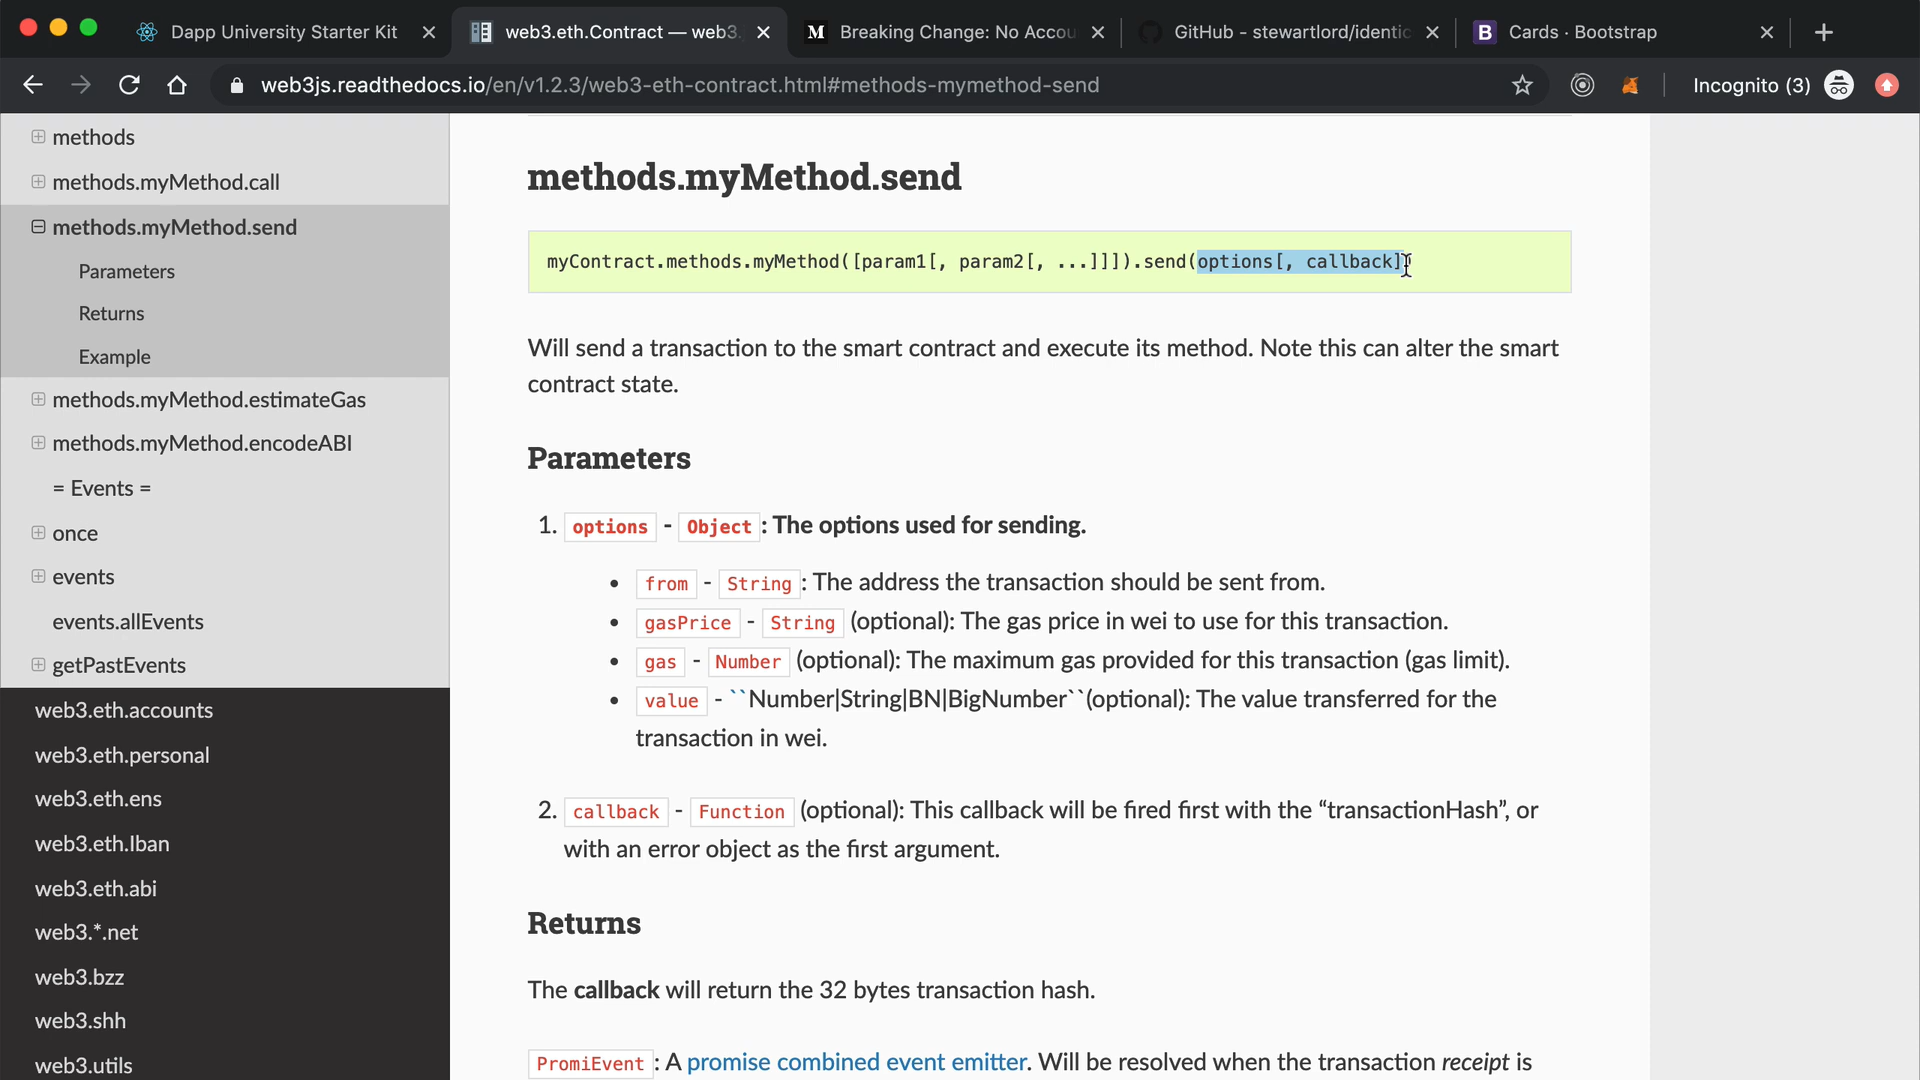 Dapp University Starter Kit
web3.eth.Contract — web3.
Breaking Change: No Accou
GitHub - stewartlord/identic
Cards · Bootstrap
web3js.readthedocs.io/en/v1.2.3/web3-eth-contract.html#methods-mymethod-send
Incognito (3)
methods
methods.myMethod.call
methods.myMethod.send
Parameters
Returns
Example
methods.myMethod.estimateGas
methods.myMethod.encodeABI
= Events =
once
events
events.allEvents
getPastEvents
web3.eth.accounts
web3.eth.personal
web3.eth.ens
web3.eth.Iban
web3.eth.abi
web3.*.net
web3.bzz
web3.shh
web3.utils
methods.myMethod.send
myContract.methods.myMethod([param1[, param2[, ...]]]).send(options[, callback])
Will send a transaction to the smart contract and execute its method. Note this can alter the smart
contract state.
Parameters
1. options - Object : The options used for sending.
• from - String : The address the transaction should be sent from.
• gasPrice - String (optional): The gas price in wei to use for this transaction.
• gas - Number (optional): The maximum gas provided for this transaction (gas limit).
• value - ``Number|String|BN|BigNumber``(optional): The value transferred for the
transaction in wei.
2. callback - Function (optional): This callback will be fired first with the “transactionHash”, or
with an error object as the first argument.
Returns
The callback will return the 32 bytes transaction hash.
PromiEvent : A promise combined event emitter. Will be resolved when the transaction receipt is